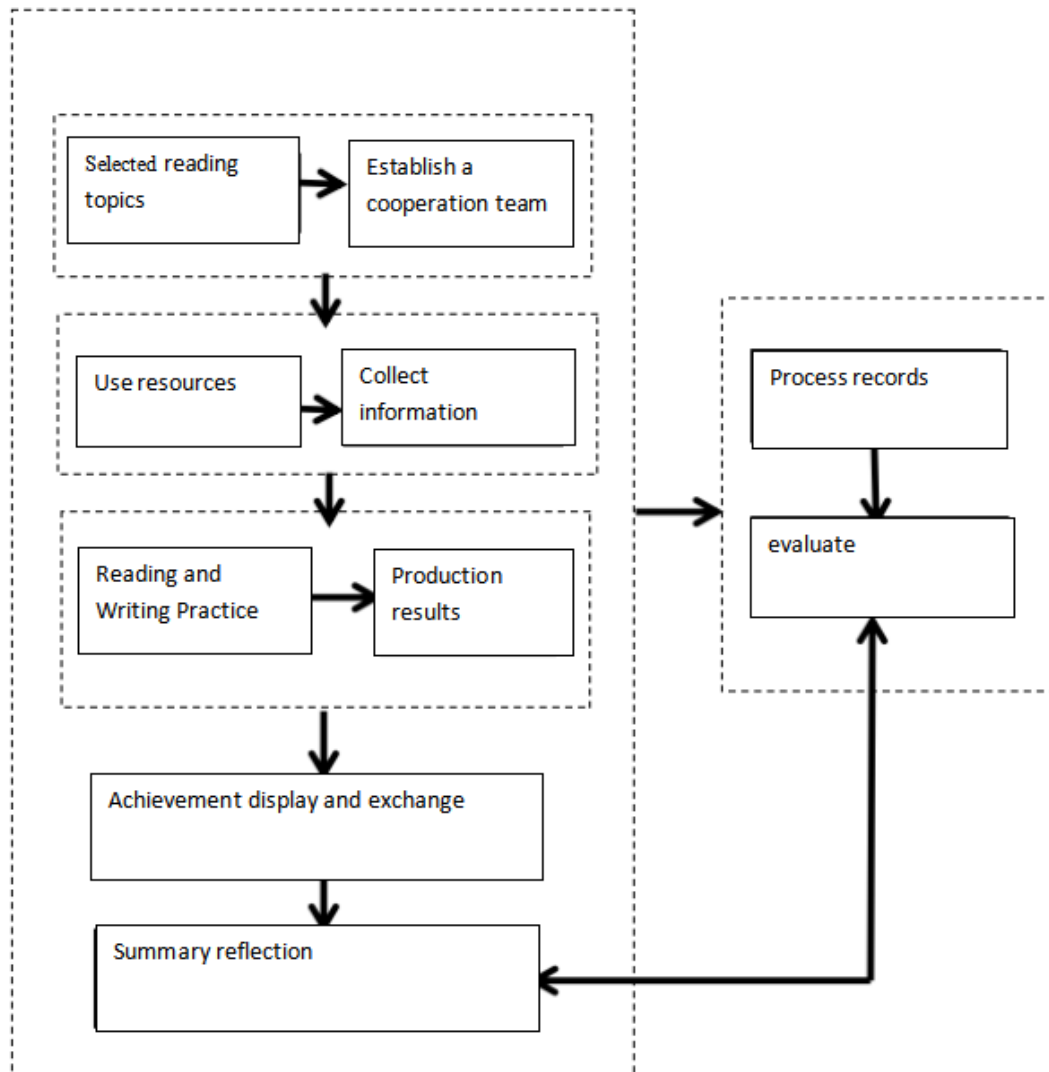 Selected reading
topics
Establish a
cooperation team
Use resources
Collect
information
Reading and
Writing Practice
Production
results
Achievement display and exchange
Summary reflection
Process records
evaluate